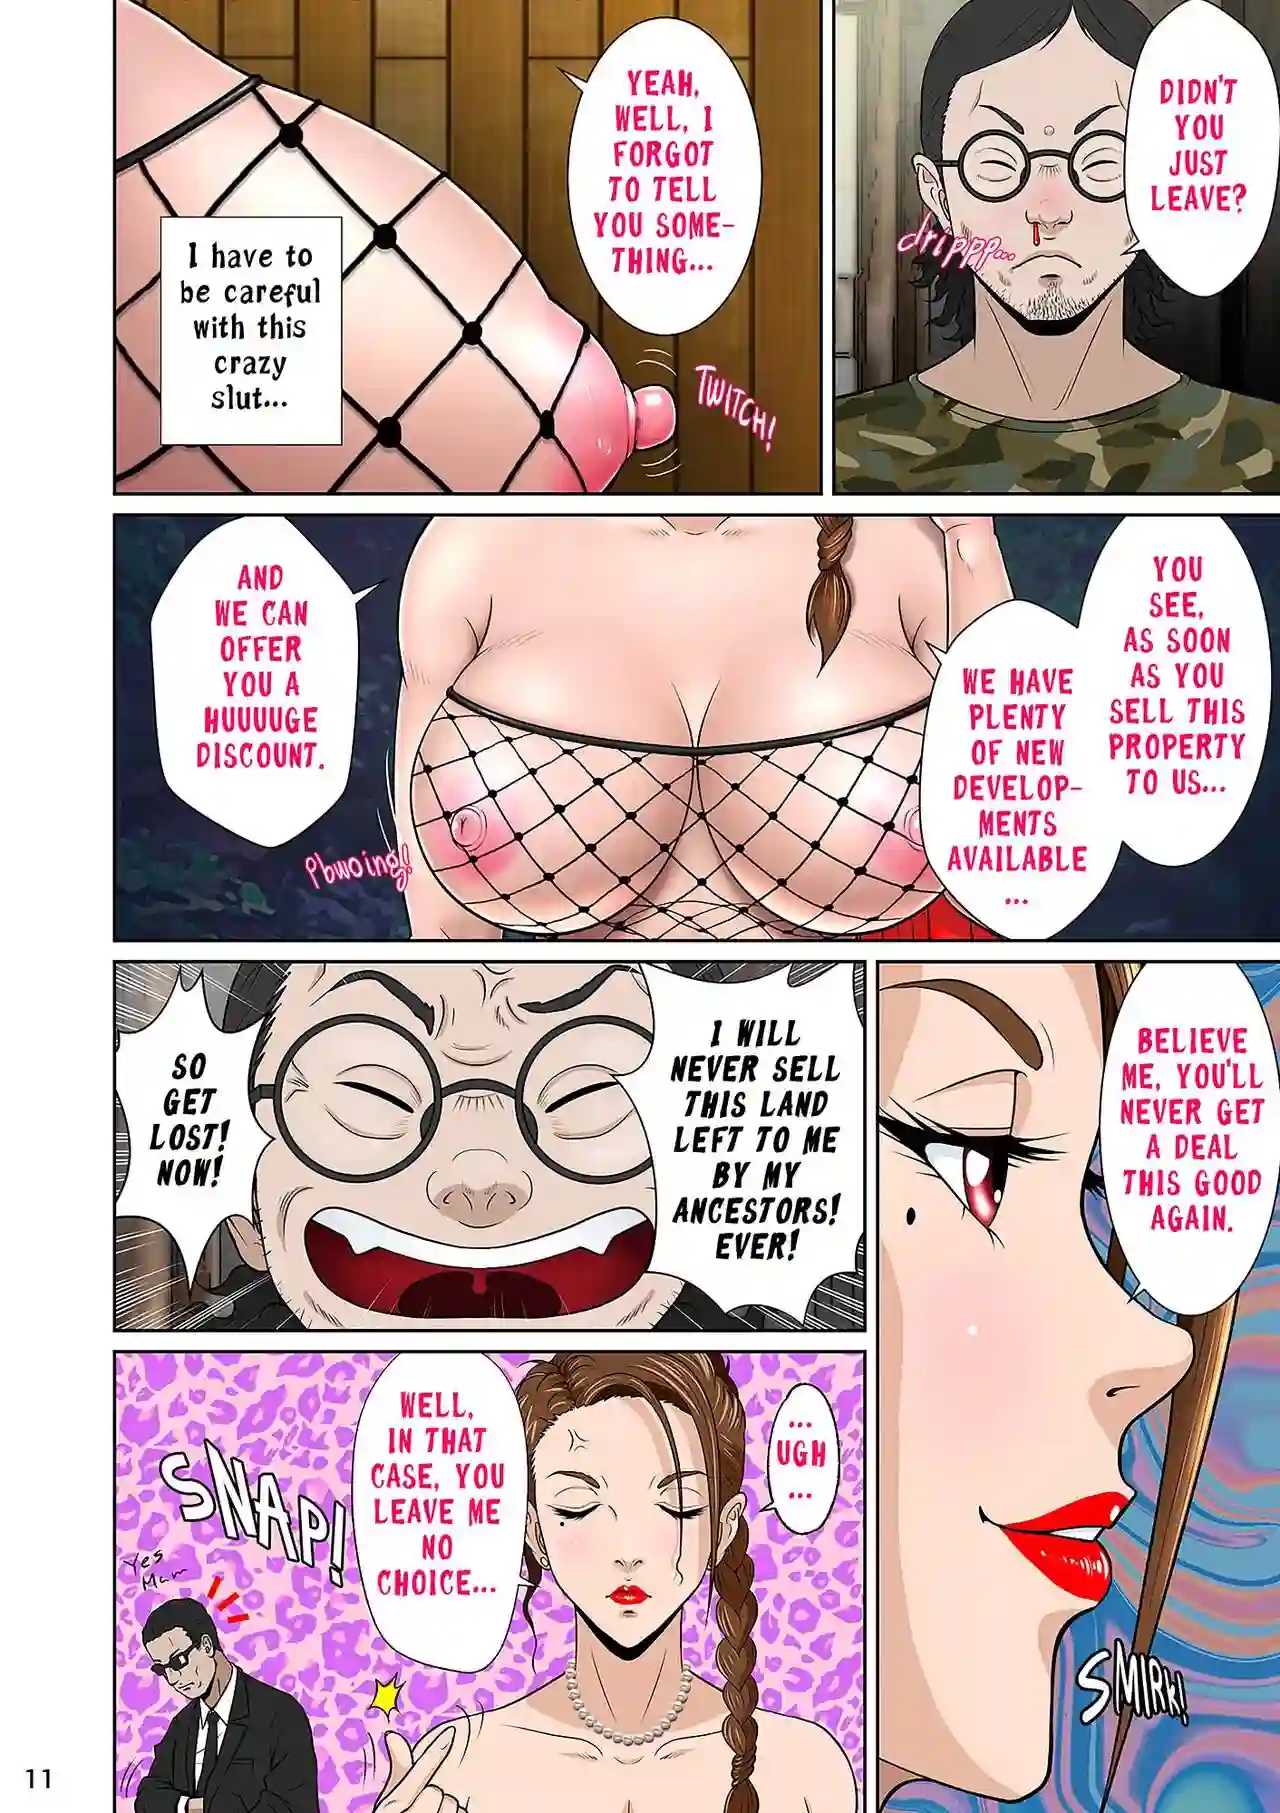 DIDN'T
YOU
JUST
LEAVE?
drippp...
YEAH,
WELL, I
FORGOT
TO TELL
YOU SOME-
THING...
TWITCH!
I have to
be careful
with this
crazy
slut...
YOU
SEE,
AS SOON
AS YOU
SELL THIS
PROPERTY
TO US...
WE HAVE
PLENTY
OF NEW
DEVELOP-
MENTS
AVAILABLE
...
AND
WE CAN
OFFER
YOU A
HUUUUGE
DISCOUNT.
Pbwoing!
BELIEVE
ME, YOU'LL
NEVER GET
A DEAL
THIS GOOD
AGAIN.
SMIRK!
I WILL
NEVER SELL
THIS LAND
LEFT TO ME
BY MY
ANCESTORS!
EVER!
SO
GET
LOST!
NOW!
...
UGH
...
WELL,
IN THAT
CASE, YOU
LEAVE ME
NO
CHOICE...
SNAP!
Yes
Mam
11